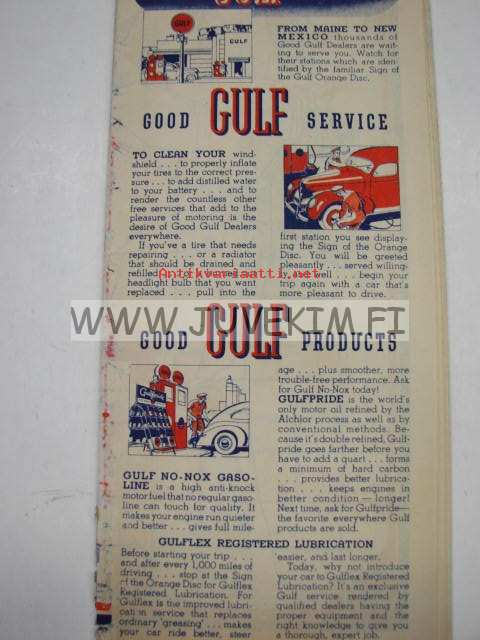 GULF
GULF
FROM MAINE TO NEW
MEXICO thousands of
Good Gulf Dealers are wait-
ing to serve you. Watch for
their stations which are iden-
tified by the familiar Sign of
the Gulf Orange Disc.
GOOD GULF SERVICE
TO CLEAN YOUR wind-
shield . . . to properly inflate
your tires to the correct pres-
sure . . . to add distilled water
to your battery . . . and to
render the countless other
free services that add to the
pleasure of motoring is the
desire of Good Gulf Dealers
everywhere.
If you've a tire that needs
repairing . . . or a radiator
that should be drained and
refilled
headlight bulb that you want
replaced . . . pull into the
first station you see display-
ing the Sign of the Orange
Disc. You will be greeted
pleasantly . . . served willing-
ly, and well . . . begin your
trip again with a car that's
more pleasant to drive.
Antikvariaatti.net
WWW.JYVEKIM.FI
GOOD GULF PRODUCTS
Gulfpride
GULF NO-NOX GASO-
LINE is a high anti-knock
motor fuel that no regular gaso-
line can touch for quality. It
makes your engine run quieter
and better . . . gives full mile-
age . . . plus smoother, more
trouble-free performance. Ask
for Gulf No-Nox today!
GULFPRIDE is the world's
only motor oil refined by the
Alchlor process as well as by
conventional methods. Be-
cause it's double refined, Gulf-
pride goes farther before you
have to add a quart . . . forms
a minimum of hard carbon
. . . provides better lubrica-
tion . . . . keeps engines in
better condition — longer!
Next time, ask for Gulfpride—
the favorite everywhere Gulf
products are sold.
GULFLEX REGISTERED LUBRICATION
Before starting your trip . . .
and after every 1,000 miles of
driving . . . stop at the Sign
of the Orange Disc for Gulflex
Registered Lubrication. For
Gulflex is the improved lubri-
cation service that replaces
ordinary 'greasing' . . . makes
your car ride better, steer
easier, and last longer.
Today, why not introduce
your car to Gulflex Registered
Lubrication? It's an exclusive
Gulf service rendered by
qualified dealers having the
proper equipment and the
right knowledge to give you
a thorough, expert job.